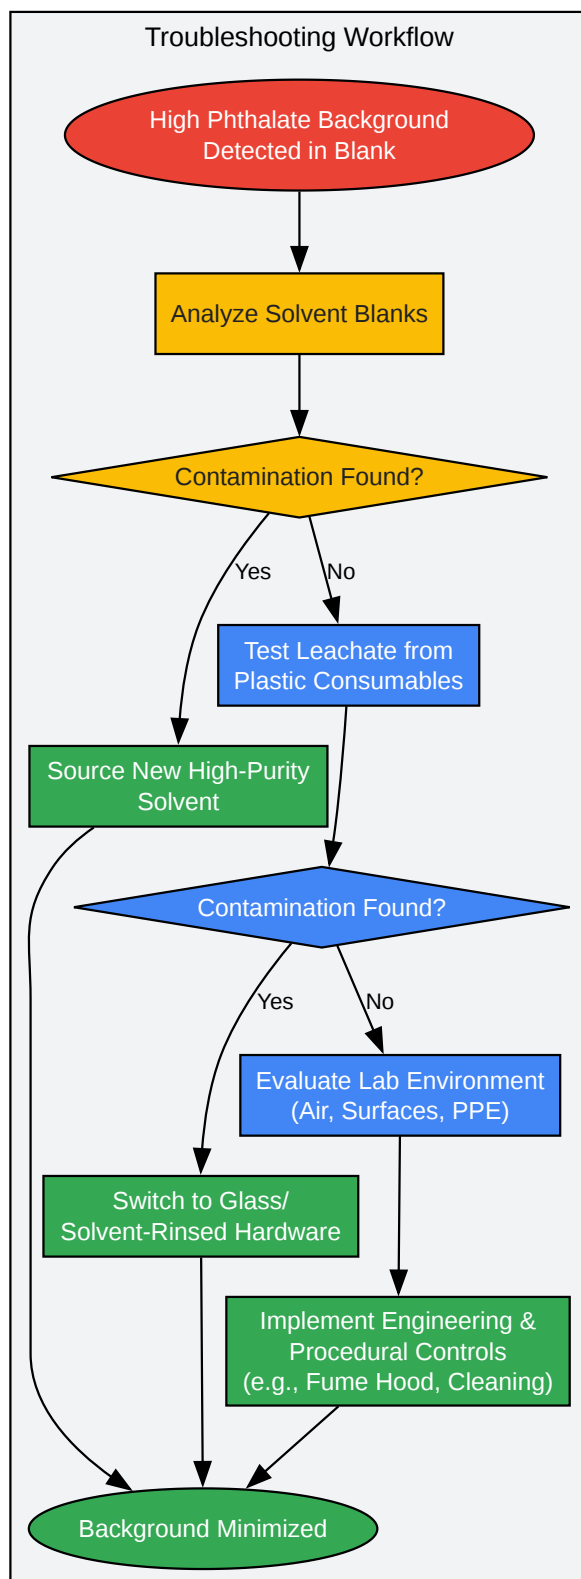 Troubleshooting Workflow
High Phthalate Background
Detected in Blank
Analyze Solvent Blanks
Contamination Found?
Yes
No
Test Leachate from
Plastic Consumables
Source New High-Purity
Solvent
Contamination Found?
Yes
No
Evaluate Lab Environment
(Air, Surfaces, PPE)
Switch to Glass/
Solvent-Rinsed Hardware
Implement Engineering &
Procedural Controls
(e.g., Fume Hood, Cleaning)
Background Minimized